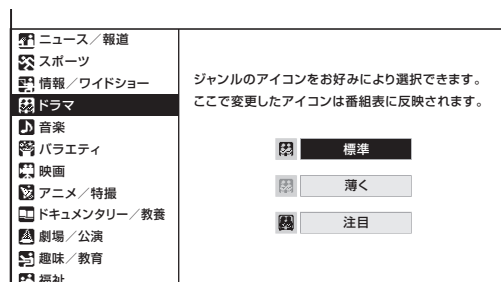 ニュース／報道
スポーツ
情報／ワイドショー
ドラマ
音楽
バラエティ
映画
アニメ／特撮
ドキュメンタリー／教養
劇場／公演
趣味／教育
福祉
ジャンルのアイコンをお好みにより選択できます。
ここで変更したアイコンは番組表に反映されます。
標準
薄く
注目